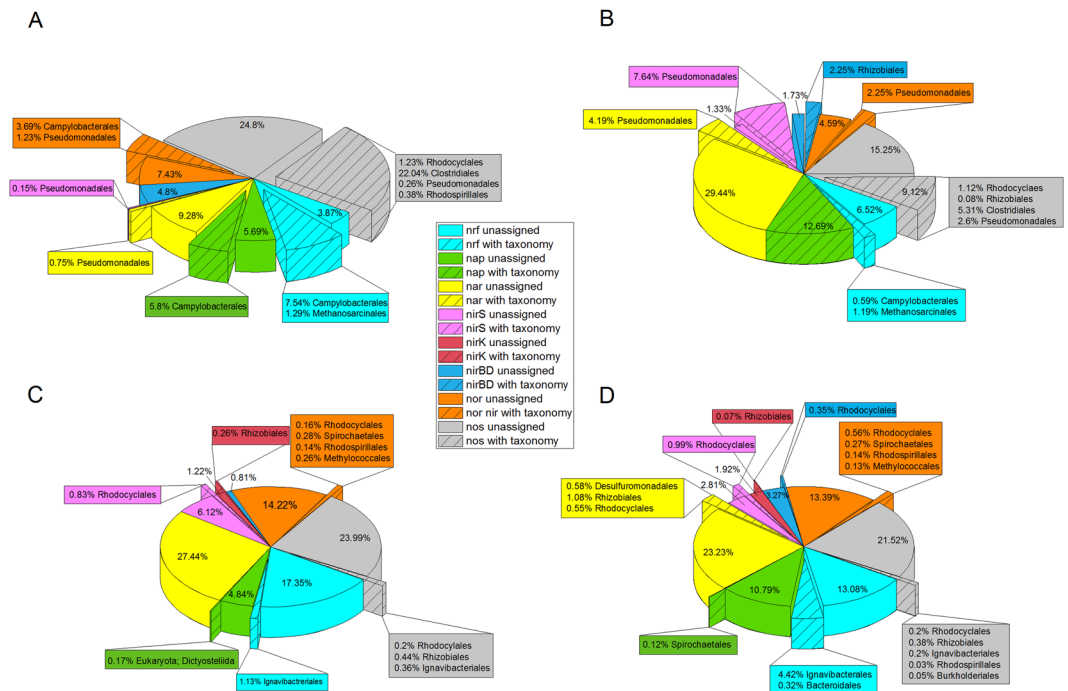 A
24.8%
3.69% Campylobacterales
1.23% Pseudomonadales
7.43%
0.15% Pseudomonadales
4.8%
9.28%
0.75% Pseudomonadales
5.69%
5.8% Campylobacterales
3.87%
7.54% Campylobacterales
1.29% Methanosarcinales
1.23% Rhodocyclales
22.04% Clostridiales
0.26% Pseudomonadales
0.38% Rhodospirillales
B
7.64% Pseudomonadales
1.73%
2.25% Rhizobiales
1.33%
2.25% Pseudomonadales
4.19% Pseudomonadales
4.59%
15.25%
29.44%
9.12%
12.69%
6.52%
1.12% Rhodocyclaes
0.08% Rhizobiales
5.31% Clostridiales
2.6% Pseudomonadales
0.59% Campylobacterales
1.19% Methanosarcinales
nrf unassigned
nrf with taxonomy
nap unassigned
nap with taxonomy
nar unassigned
nar with taxonomy
nirS unassigned
nirS with taxonomy
nirK unassigned
nirK with taxonomy
nirBD unassigned
nirBD with taxonomy
nor unassigned
nor nir with taxonomy
nos unassigned
nos with taxonomy
C
0.26% Rhizobiales
0.16% Rhodocyclales
0.28% Spirochaetales
0.14% Rhodospirillales
0.26% Methylococcales
1.22%
0.81%
0.83% Rhodocyclales
6.12%
14.22%
23.99%
27.44%
4.84%
17.35%
0.17% Eukaryota; Dictyosteliida
1.13% Ignavibactreriales
0.2% Rhodocylales
0.44% Rhizobiales
0.36% Ignavibacteriales
D
0.07% Rhizobiales
0.35% Rhodocyclales
0.99% Rhodocyclales
0.56% Rhodocyclales
0.27% Spirochaetales
0.14% Rhodospirillales
0.13% Methylococcales
1.92%
2.81%
0.58% Desulfuromonadales
1.08% Rhizobiales
0.55% Rhodocyclales
3.27%
13.39%
23.23%
21.52%
10.79%
13.08%
0.12% Spirochaetales
4.42% Ignavibacterales
0.32% Bacteroidales
0.2% Rhodocyclales
0.38% Rhizobiales
0.2% Ignavibacteriales
0.03% Rhodospirillales
0.05% Burkholderiales